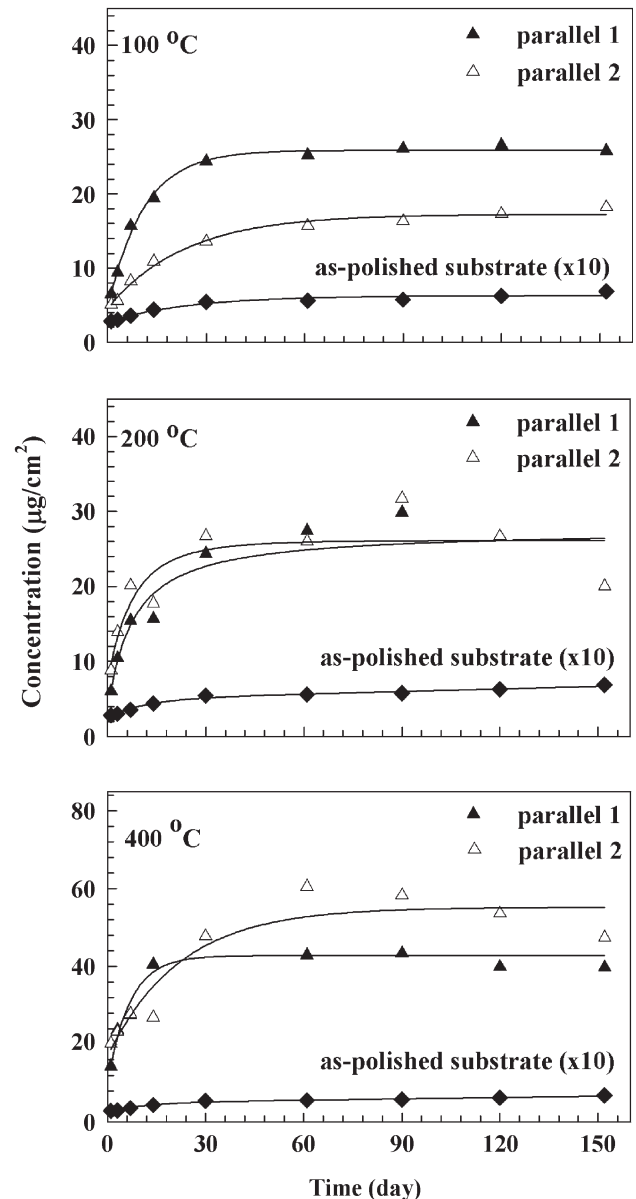 100 °C
parallel 1
parallel 2
as-polished substrate (x10)
40
30
20
10
0
200 °C
parallel 1
parallel 2
as-polished substrate (x10)
40
30
20
10
0
Concentration (µg/cm²)
400 °C
parallel 1
parallel 2
as-polished substrate (x10)
80
60
40
20
0
0 30 60 90 120 150
Time (day)